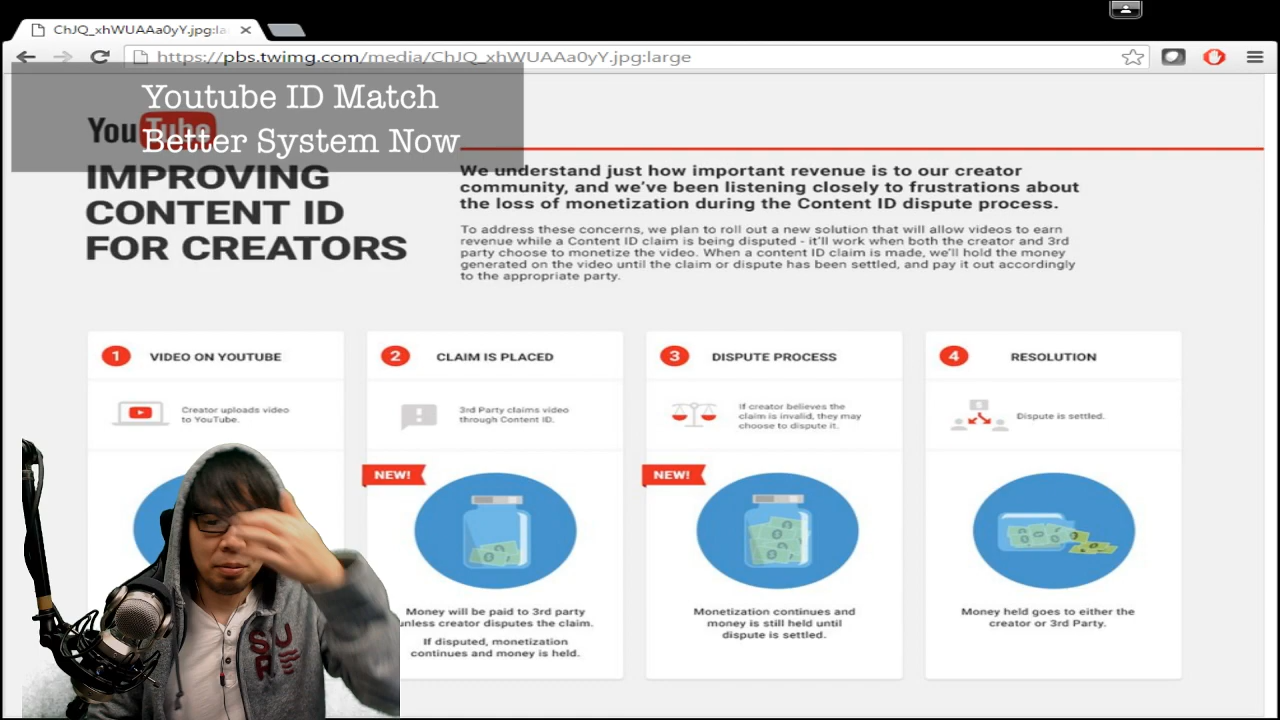 ChJQ_xhWUAAa0yY.jpg:la
https://pbs.twimg.com/media/ChJQ_xhWUAAa0yY.jpg:large
Youtube ID Match
Better System Now
YouTube
IMPROVING
CONTENT ID
FOR CREATORS
We understand just how important revenue is to our creator
community, and we've been listening closely to frustrations about
the loss of monetization during the Content ID dispute process.
To address these concerns, we plan to roll out a new solution that will allow videos to earn
revenue while a Content ID claim is being disputed - it'll work when both the creator and 3rd
party choose to monetize the video. When a content ID claim is made, we'll hold the money
generated on the video until the claim or dispute has been settled, and pay it out accordingly
to the appropriate party.
1 VIDEO ON YOUTUBE
Creator uploads video
to YouTube.
2 CLAIM IS PLACED
3rd Party claims video
through Content ID.
NEW!
Money will be paid to 3rd party
unless creator disputes the claim.
If disputed, monetization
continues and money is held.
3 DISPUTE PROCESS
If creator believes the
claim is invalid, they may
choose to dispute it.
NEW!
Monetization continues and
money is still held until
dispute is settled.
4 RESOLUTION
Dispute is settled.
Money held goes to either the
creator or 3rd Party.
SU
R